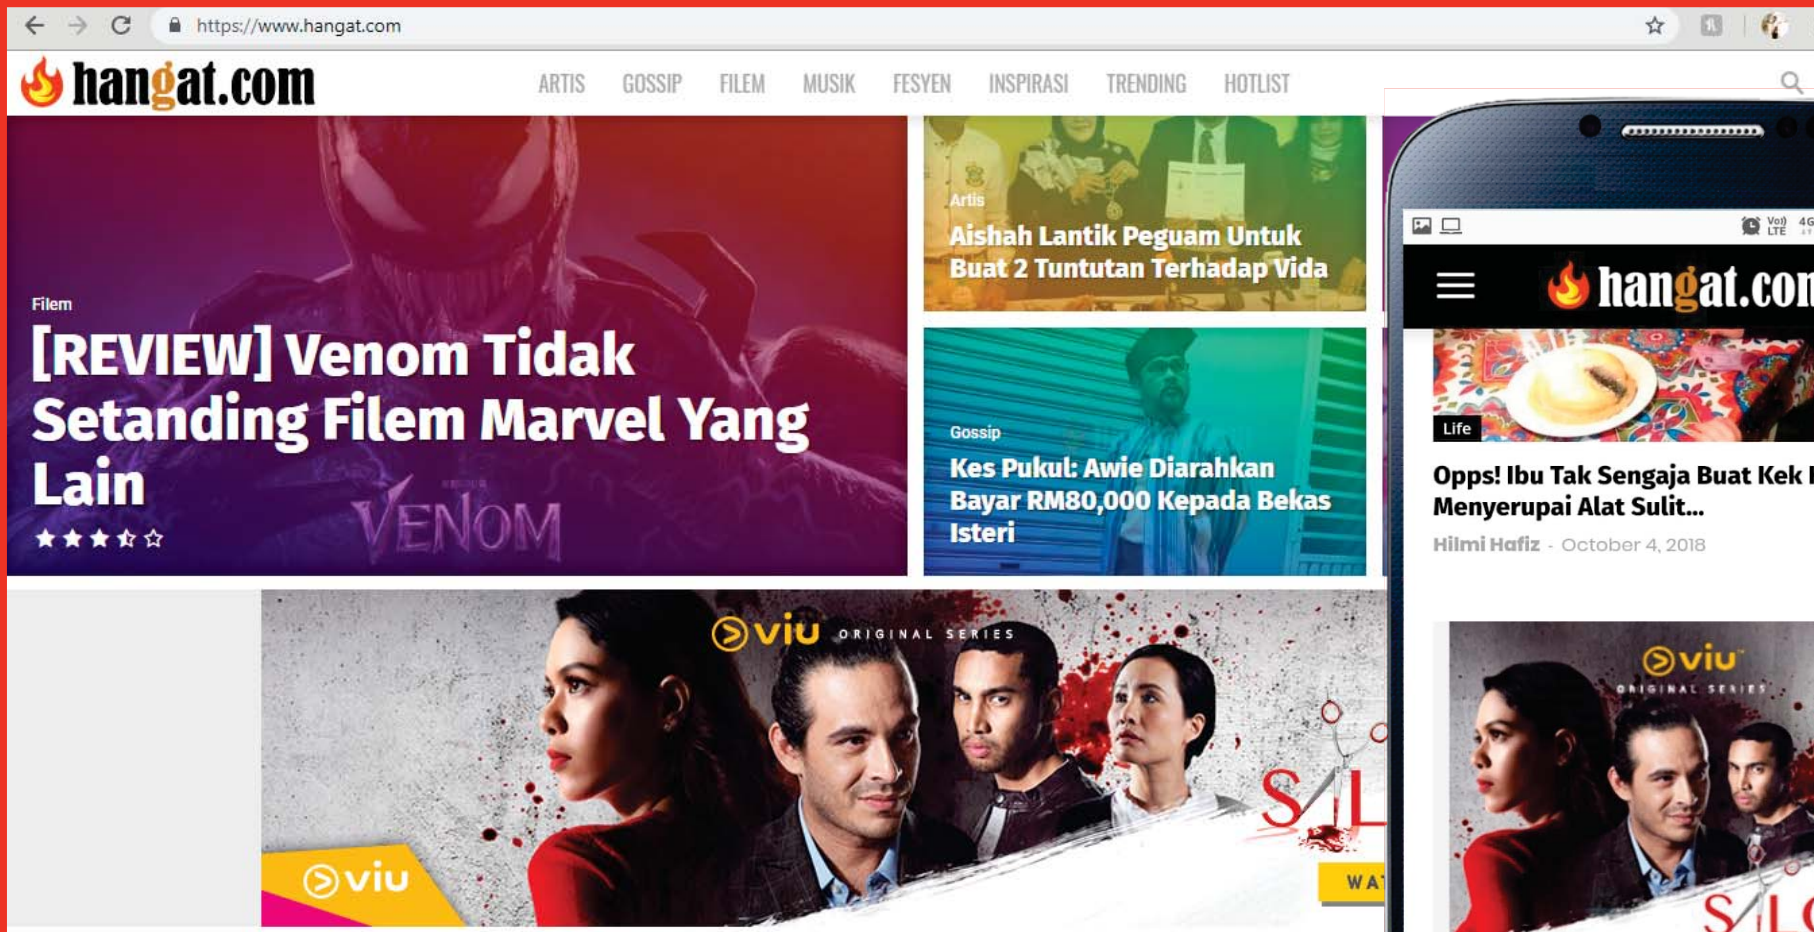 https://www.hangat.com
hangat.com
ARTIS GOSSIP FILEM MUSIK FESYEN INSPIRASI TRENDING HOTLIST
Filem
[REVIEW] Venom Tidak
Setanding Filem Marvel Yang
Lain
VENOM
Artis
Aishah Lantik Peguam Untuk
Buat 2 Tuntutan Terhadap Vida
Gossip
Kes Pukul: Awie Diarahkan
Bayar RM80,000 Kepada Bekas
Isteri
viu ORIGINAL SERIES
viu
Vo))
LTE
4G
hangat.com
Life
Opps! Ibu Tak Sengaja Buat Kek
Menyerupai Alat Sulit...
Hilmi Hafiz - October 4, 2018
viu
ORIGINAL SERIES